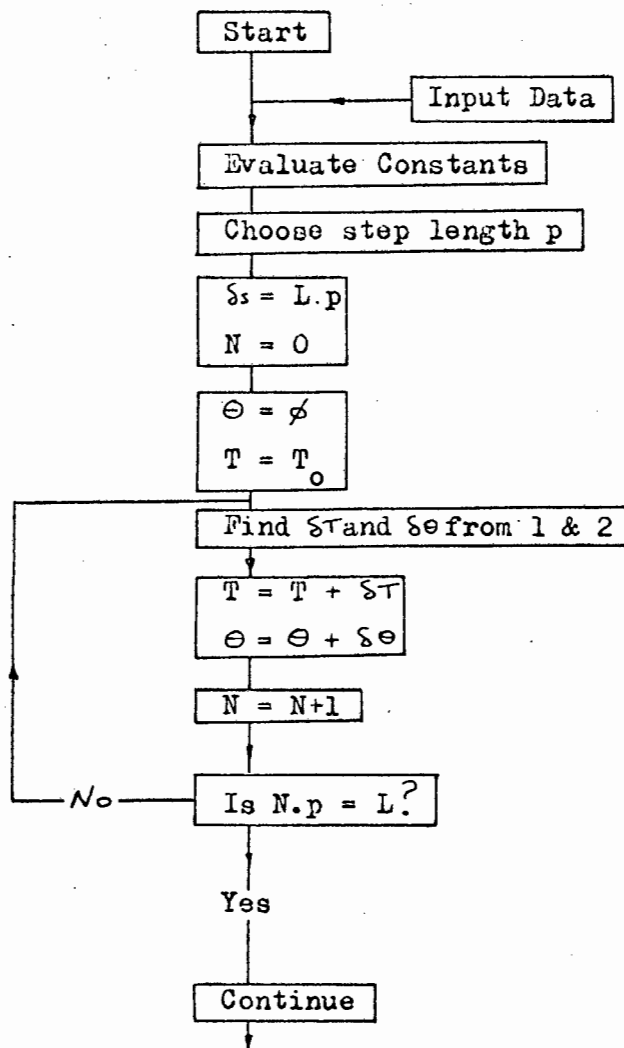 Start
Input Data
Evaluate Constants
Choose step length p
δs = L.p
N = 0
θ = ϕ
T = T₀
Find δT and δθ from 1 & 2
T = T + δT
θ = θ + δθ
N = N+1
Is N.p = L?
No
Yes
Continue